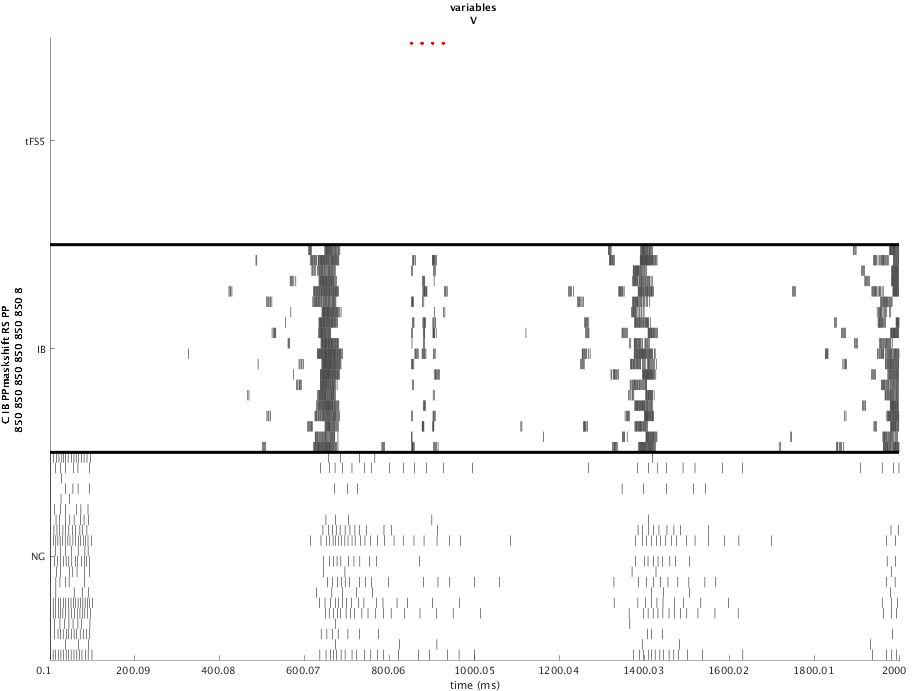 variables
V
C IB PPmaskshift RS PP
850 850 850 850 850 850 8
tFS5
IB
NG
0.1 200.09 400.08 600.07 800.06 1000.05 1200.04 1400.03 1600.02 1800.01 2000
time (ms)